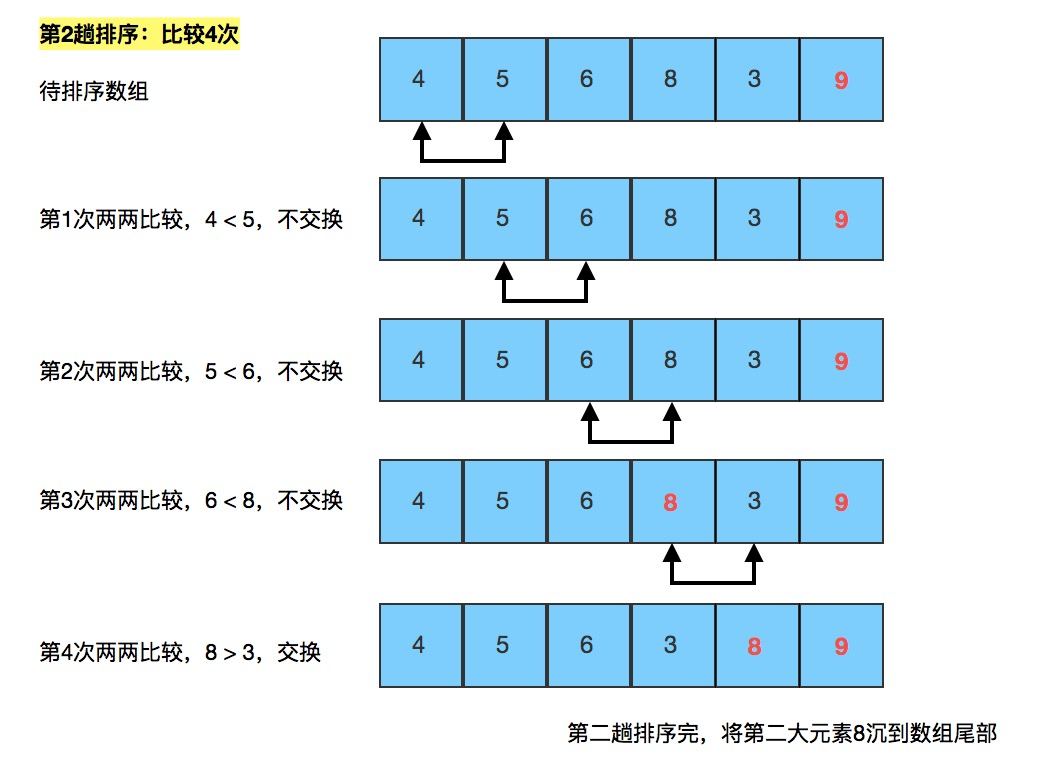 第2趟排序：比较4次
待排序数组
4 5 6 8 3 9
第1次两两比较，4 < 5，不交换
4 5 6 8 3 9
第2次两两比较，5 < 6，不交换
4 5 6 8 3 9
第3次两两比较，6 < 8，不交换
4 5 6 8 3 9
第4次两两比较，8 > 3，交换
4 5 6 3 8 9
第二趟排序完，将第二大元素8沉到数组尾部